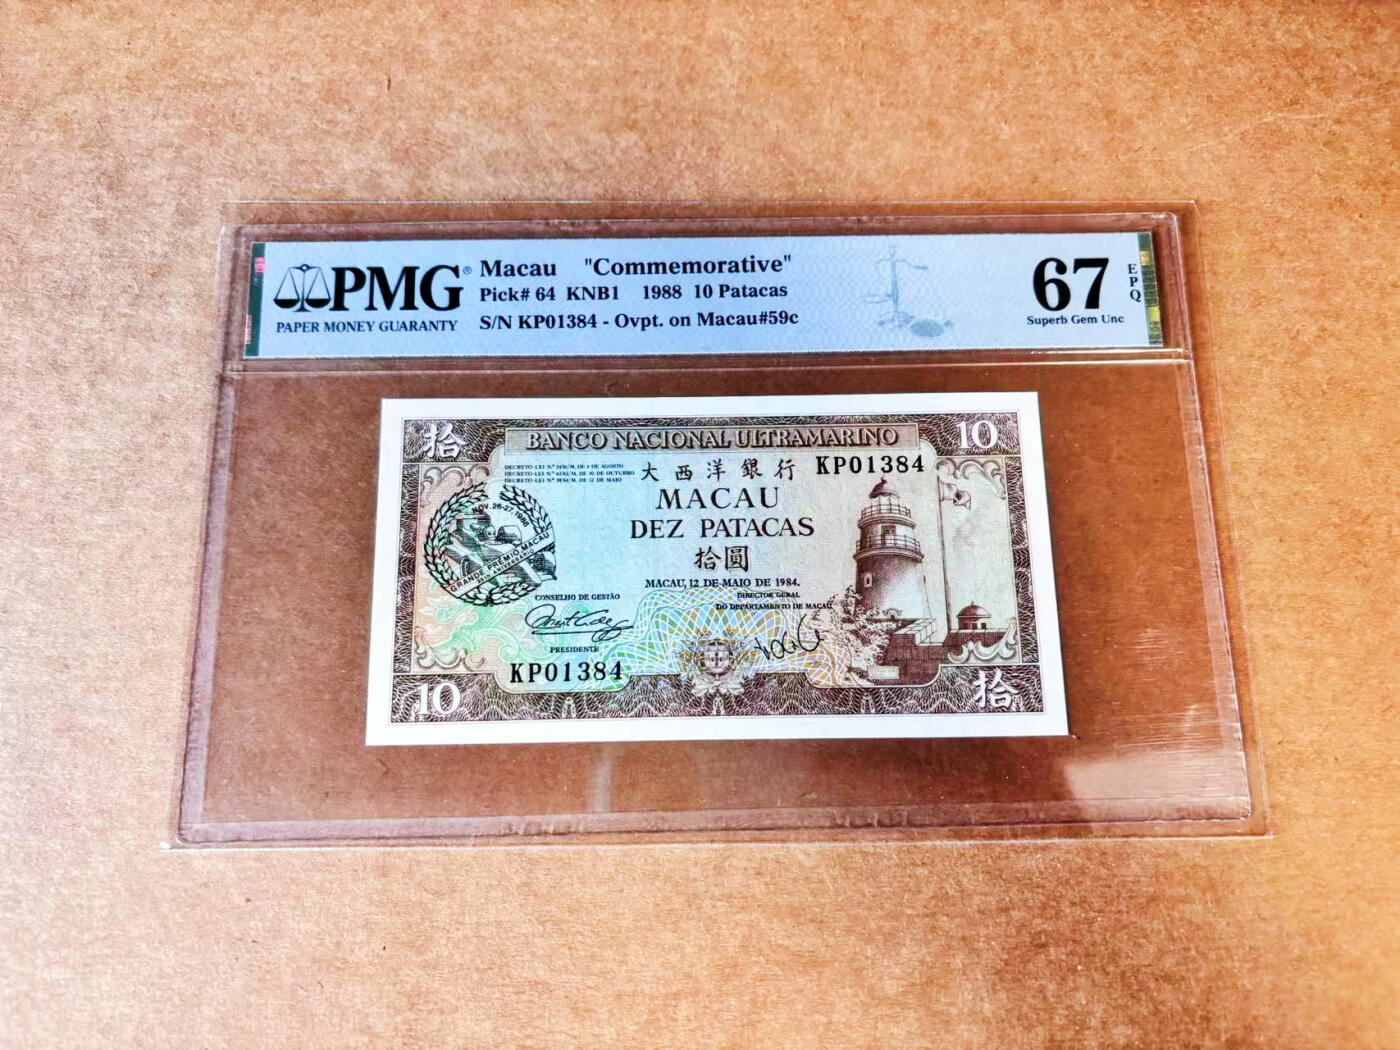 PMG®
PAPER MONEY GUARANTY
Macau "Commemorative"
Pick# 64 KNB1 1988 10 Patacas
S/N KP01384 - Ovpt. on Macau#59c
67
EPQ
Superb Gem Unc
拾
BANCO NACIONAL ULTRAMARINO
10
DECRETO-LEI N.º
大西洋銀行 KP01384
MACAU
DEZ PATACAS
拾圓
NOV. 26-27, 1988
GRANDE PRÉMIO MACAU
MACAU, 12 DE MAIO DE 1984.
CONSELHO DE GESTÃO
DIRECTOR GERAL
DO DEPARTAMENTO DE MACAU
PRESIDENTE
KP01384
10
拾